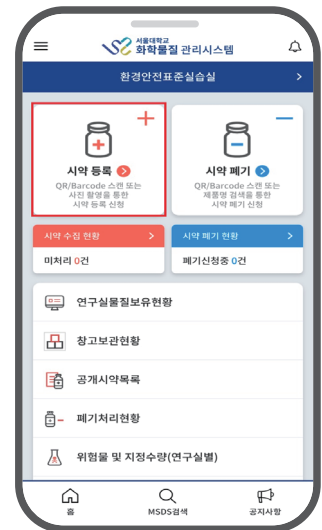 서울대학교
화학물질 관리시스템
환경안전표준실습실
시약 등록
QR/Barcode 스캔 또는
사진 촬영을 통한
시약 등록 신청
시약 폐기
QR/Barcode 스캔 또는
제품명 검색을 통한
시약 폐기 신청
시약 수집 현황
미처리 0건
시약 폐기 현황
폐기신청중 0건
연구실물질보유현황
창고보관현황
공개시약목록
폐기처리현황
위험물 및 지정수량(연구실별)
홈
MSDS검색
공지사항